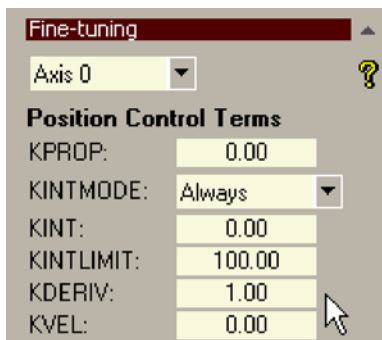 Fine-tuning
Axis 0
?
Position Control Terms
KPROP: 0.00
KINTMODE: Always
KINT: 0.00
KINTLIMIT: 100.00
KDERIV: 1.00
KVEL: 0.00